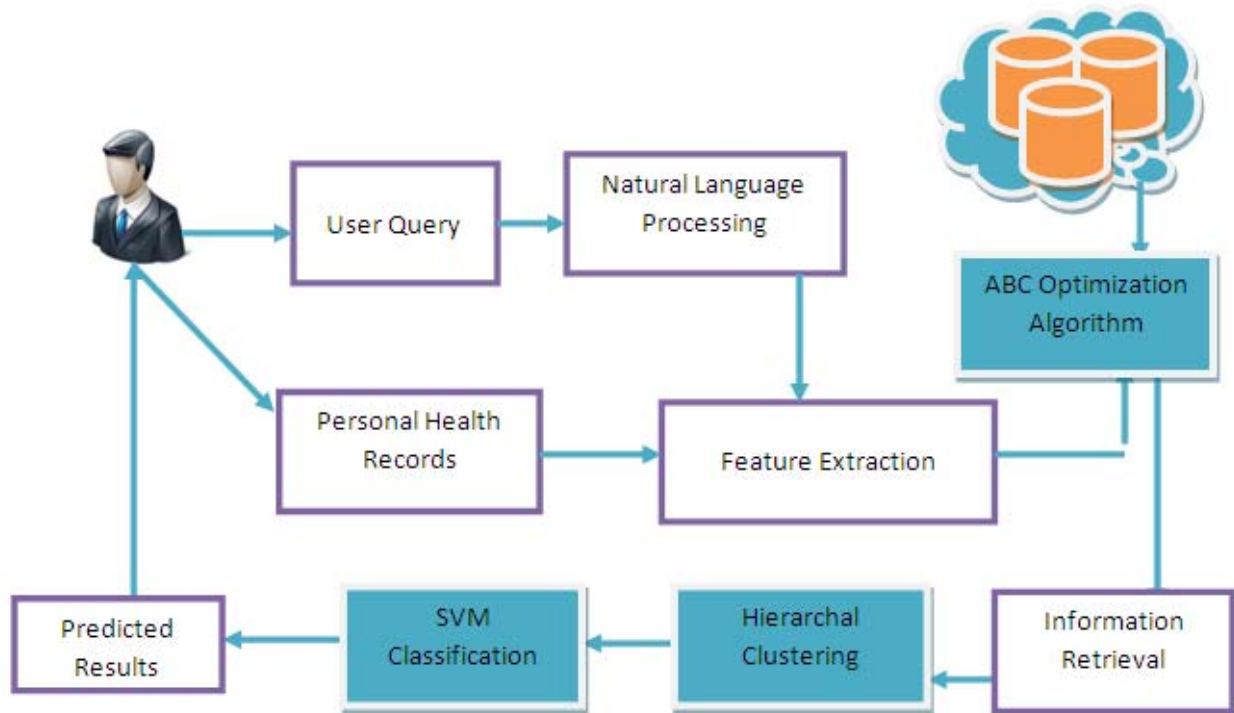 User Query
Natural Language
Processing
ABC Optimization
Algorithm
Personal Health
Records
Feature Extraction
Predicted
Results
SVM
Classification
Hierarchal
Clustering
Information
Retrieval